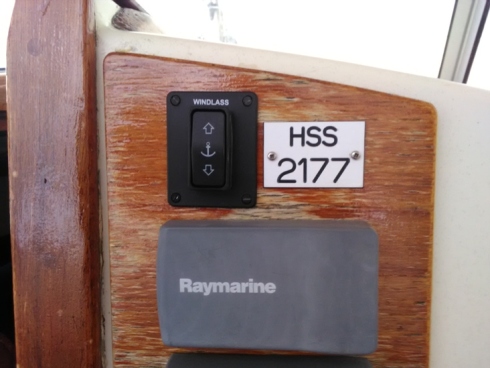 WINDLASS
HSS
2177
Raymarine